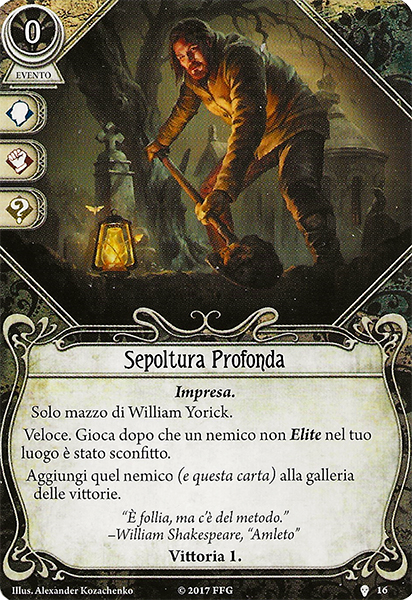 0
EVENTO
?
Sepoltura Profonda
Impresa.
Solo mazzo di William Yorick.
Veloce. Gioca dopo che un nemico non Elite nel tuo
luogo è stato sconfitto.
Aggiungi quel nemico (e questa carta) alla galleria
delle vittorie.
“È follia, ma c’è del metodo.”
–William Shakespeare, “Amleto”
Vittoria 1.
Illus. Alexander Kozachenko © 2017 FFG 16